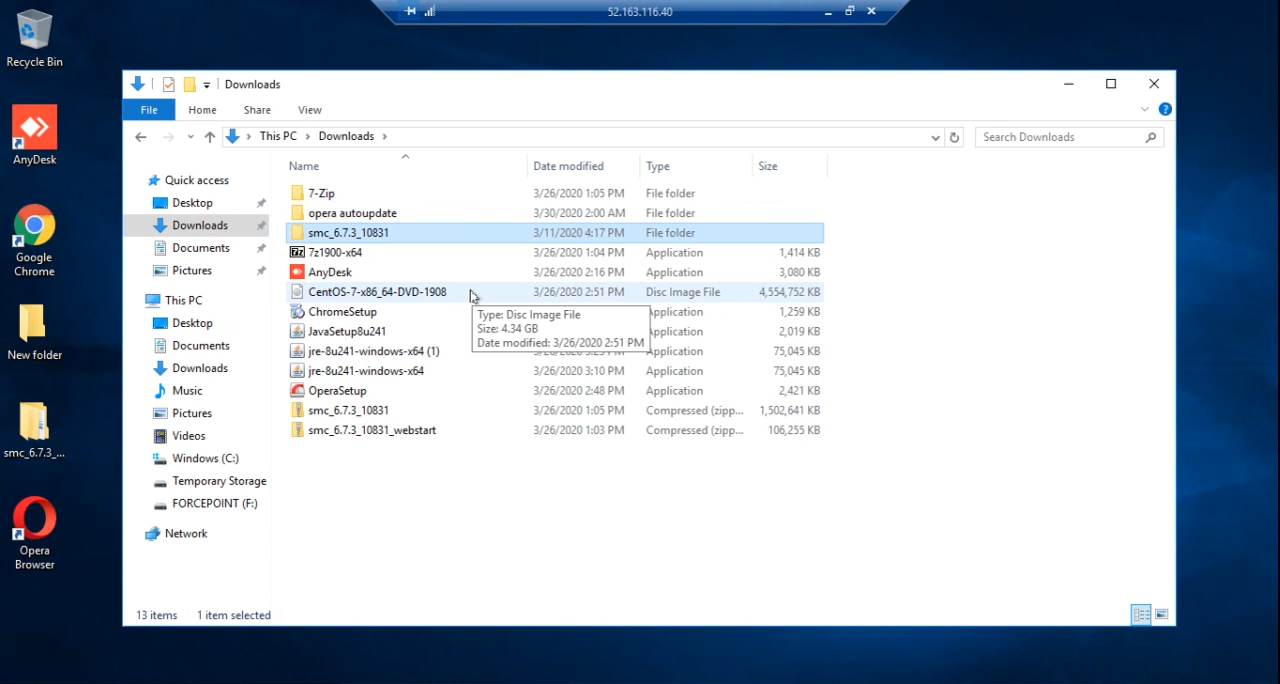 52.163.116.40
Recycle Bin
AnyDesk
Google
Chrome
New folder
smc_6.7.3_...
Opera
Browser
Downloads
File Home Share View
This PC > Downloads >
Search Downloads
Quick access
Desktop
Downloads
Documents
Pictures
This PC
Desktop
Documents
Downloads
Music
Pictures
Videos
Windows (C:)
Temporary Storage
FORCEPOINT (F:)
Network
Name Date modified Type Size
7-Zip 3/26/2020 1:05 PM File folder
opera autoupdate 3/30/2020 2:00 AM File folder
smc_6.7.3_10831 3/11/2020 4:17 PM File folder
7z1900-x64 3/26/2020 1:04 PM Application 1,414 KB
AnyDesk 3/26/2020 2:16 PM Application 3,080 KB
CentOS-7-x86_64-DVD-1908 3/26/2020 2:51 PM Disc Image File 4,554,752 KB
ChromeSetup 1,259 KB
JavaSetup8u241 2,019 KB
jre-8u241-windows-x64 (1) Application 75,045 KB
jre-8u241-windows-x64 3/26/2020 3:10 PM Application 75,045 KB
OperaSetup 3/26/2020 2:48 PM Application 2,421 KB
smc_6.7.3_10831 3/26/2020 1:05 PM Compressed (zipp... 1,502,641 KB
smc_6.7.3_10831_webstart 3/26/2020 1:03 PM Compressed (zipp... 106,255 KB
Type: Disc Image File
Size: 4.34 GB
Date modified: 3/26/2020 2:51 PM
13 items 1 item selected